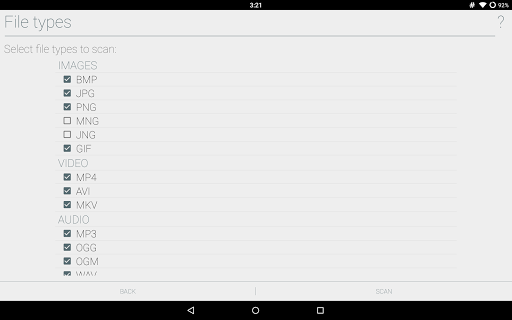 3:21
# 92%
File types
?
Select file types to scan:
IMAGES
BMP
JPG
PNG
MNG
JNG
GIF
VIDEO
MP4
AVI
MKV
AUDIO
MP3
OGG
OGM
WAV
BACK | SCAN